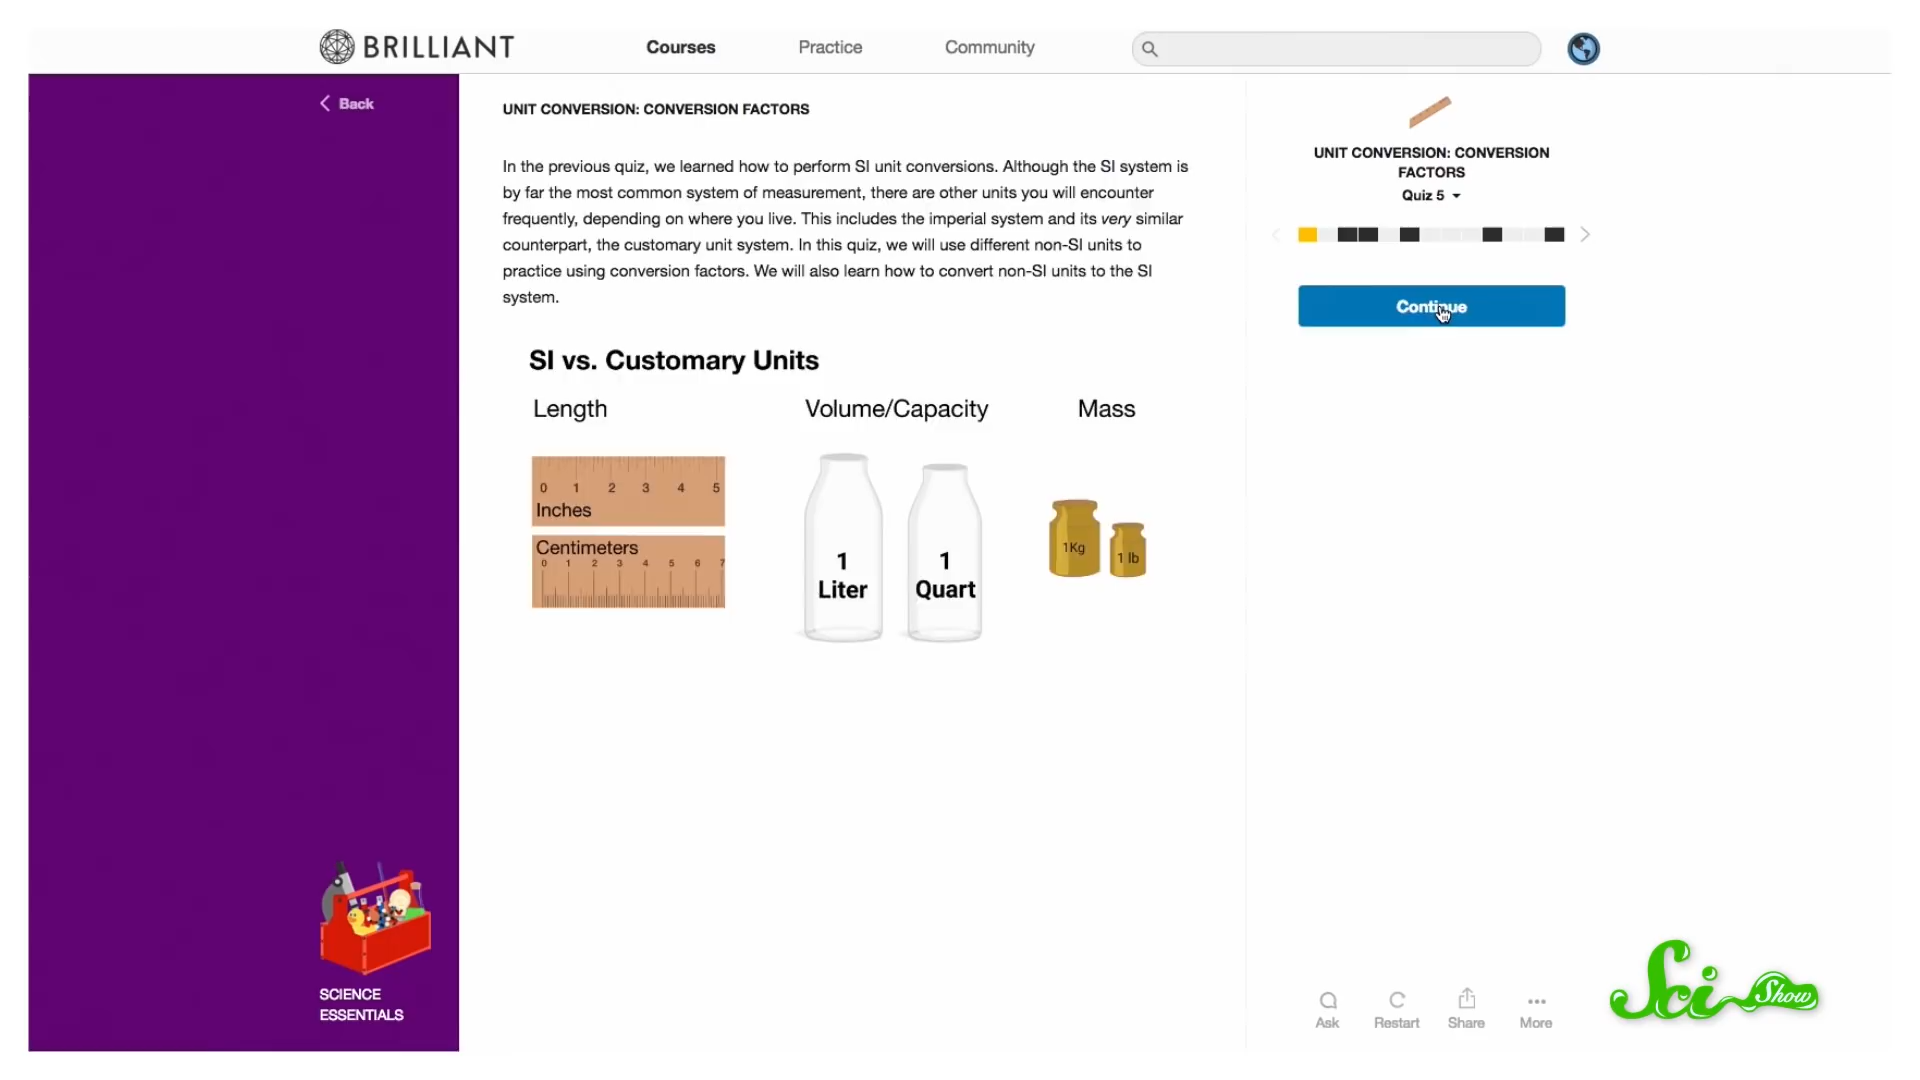 BRILLIANT
Courses
Practice
Community
Back
UNIT CONVERSION: CONVERSION FACTORS
In the previous quiz, we learned how to perform SI unit conversions. Although the SI system is
by far the most common system of measurement, there are other units you will encounter
frequently, depending on where you live. This includes the imperial system and its very similar
counterpart, the customary unit system. In this quiz, we will use different non-SI units to
practice using conversion factors. We will also learn how to convert non-SI units to the SI
system.
SI vs. Customary Units
Length
Volume/Capacity
Mass
0 1 2 3 4 5
Inches
Centimeters
0 1 2 3 4 5 6 7
1
Liter
1
Quart
1Kg
1 lb
UNIT CONVERSION: CONVERSION
FACTORS
Quiz 5
Continue
SCIENCE
ESSENTIALS
Ask
Restart
Share
More
Sci Show